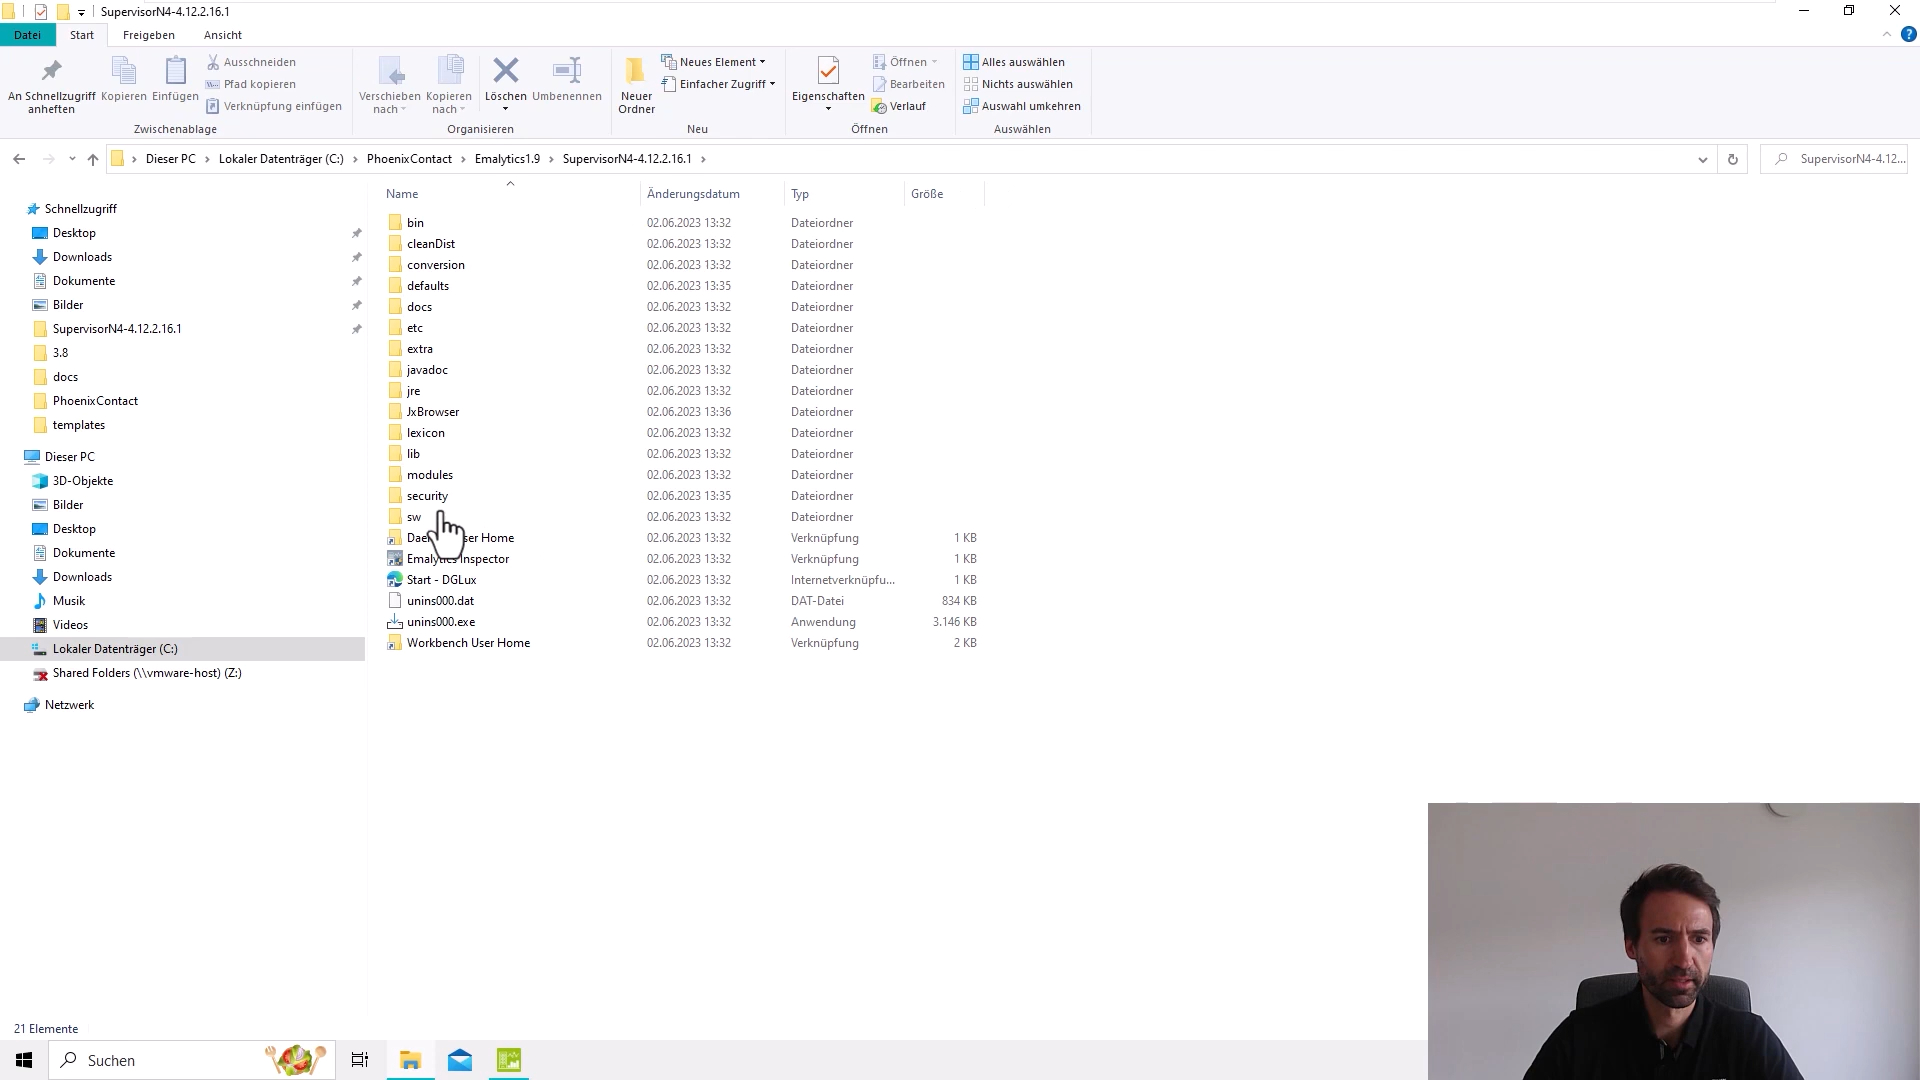 SupervisorN4-4.12.2.16.1
Datei Start Freigeben Ansicht
An Schnellzugriff anheften
Kopieren
Einfügen
Ausschneiden
Pfad kopieren
Verknüpfung einfügen
Zwischenablage
Verschieben nach
Kopieren nach
Löschen
Umbenennen
Organisieren
Neuer Ordner
Neues Element
Einfacher Zugriff
Neu
Eigenschaften
Öffnen
Bearbeiten
Verlauf
Öffnen
Alles auswählen
Nichts auswählen
Auswahl umkehren
Auswählen
Dieser PC > Lokaler Datenträger (C:) > PhoenixContact > Emalytics1.9 > SupervisorN4-4.12.2.16.1 >
SupervisorN4-4.12...
Schnellzugriff
Desktop
Downloads
Dokumente
Bilder
SupervisorN4-4.12.2.16.1
3.8
docs
PhoenixContact
templates
Dieser PC
3D-Objekte
Bilder
Desktop
Dokumente
Downloads
Musik
Videos
Lokaler Datenträger (C:)
Shared Folders (\\vmware-host) (Z:)
Netzwerk
Name Änderungsdatum Typ Größe
bin 02.06.2023 13:32 Dateiordner
cleanDist 02.06.2023 13:32 Dateiordner
conversion 02.06.2023 13:32 Dateiordner
defaults 02.06.2023 13:35 Dateiordner
docs 02.06.2023 13:32 Dateiordner
etc 02.06.2023 13:32 Dateiordner
extra 02.06.2023 13:32 Dateiordner
javadoc 02.06.2023 13:32 Dateiordner
jre 02.06.2023 13:32 Dateiordner
JxBrowser 02.06.2023 13:36 Dateiordner
lexicon 02.06.2023 13:32 Dateiordner
lib 02.06.2023 13:32 Dateiordner
modules 02.06.2023 13:32 Dateiordner
security 02.06.2023 13:35 Dateiordner
sw 02.06.2023 13:32 Dateiordner
Home 02.06.2023 13:32 Verknüpfung 1 KB
Emalytics Inspector 02.06.2023 13:32 Verknüpfung 1 KB
Start - DGLux 02.06.2023 13:32 Internetverknüpfu... 1 KB
unins000.dat 02.06.2023 13:32 DAT-Datei 834 KB
unins000.exe 02.06.2023 13:32 Anwendung 3.146 KB
Workbench User Home 02.06.2023 13:32 Verknüpfung 2 KB
21 Elemente
Suchen